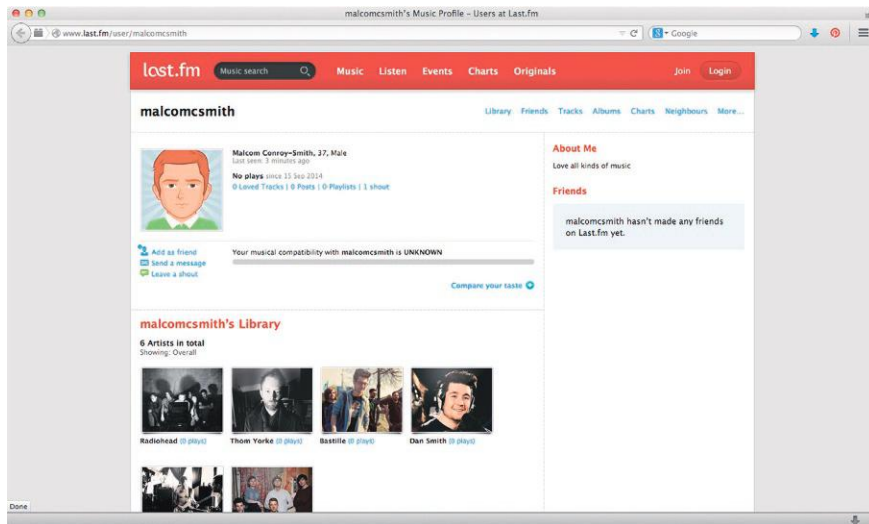 malcomcsmith's Music Profile – Users at Last.fm
www.last.fm/user/malcomcsmith
Google
last.fm
Music search
Music Listen Events Charts Originals
Join Login
malcomcsmith
Library Friends Tracks Albums Charts Neighbours More...
Malcom Conroy-Smith, 37, Male
Last seen: 3 minutes ago
No plays since 15 Sep 2014
0 Loved Tracks | 0 Posts | 0 Playlists | 1 shout
About Me
Love all kinds of music
Friends
malcomcsmith hasn't made any friends
on Last.fm yet.
Add as friend
Send a message
Leave a shout
Your musical compatibility with malcomcsmith is UNKNOWN
Compare your taste
malcomcsmith's Library
6 Artists in total
Showing: Overall
Radiohead (0 plays)
Thom Yorke (0 plays)
Bastille (0 plays)
Dan Smith (0 plays)
Done